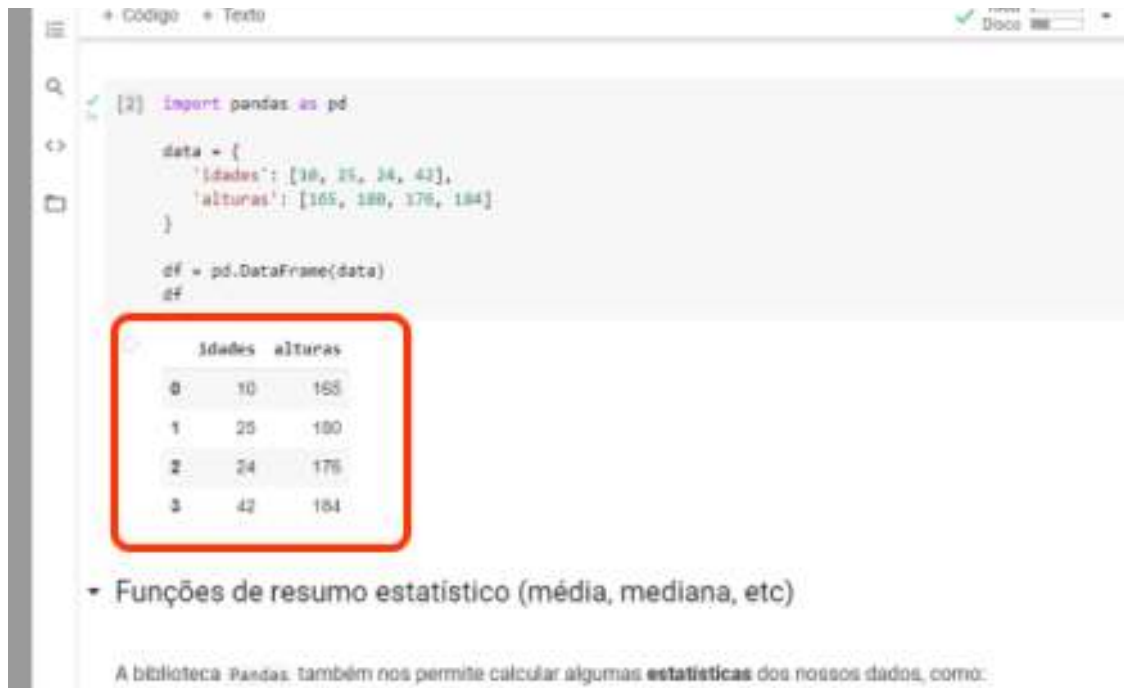 + Código + Texto
Disco
[2] import pandas as pd
data = {
'idades': [10, 25, 24, 42],
'alturas': [165, 180, 176, 184]
}
df = pd.DataFrame(data)
df
idades alturas
0 10 165
1 25 180
2 24 176
3 42 184
Funções de resumo estatístico (média, mediana, etc)
A biblioteca Pandas também nos permite calcular algumas estatísticas dos nossos dados, como: